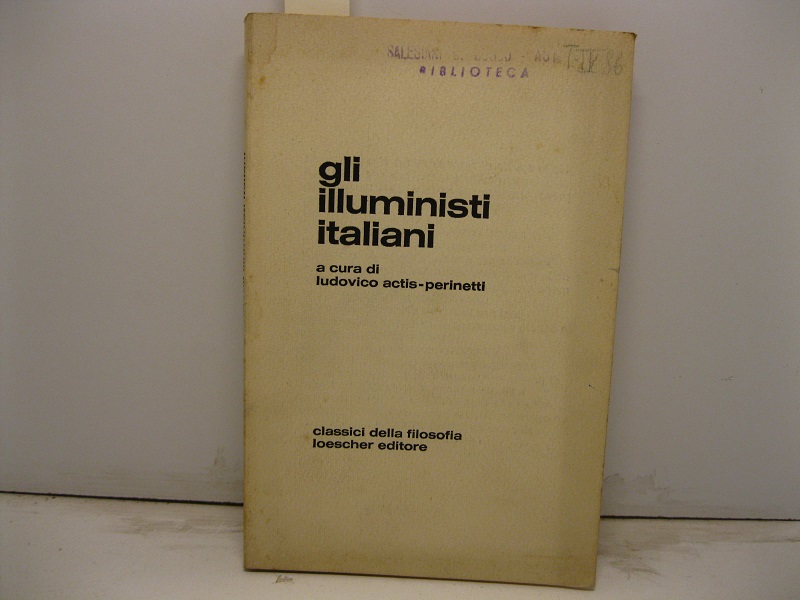 SALESIANI
BIBLIOTECA
gli
illuministi
italiani
a cura di
ludovico actis-perinetti
classici della filosofia
loescher editore